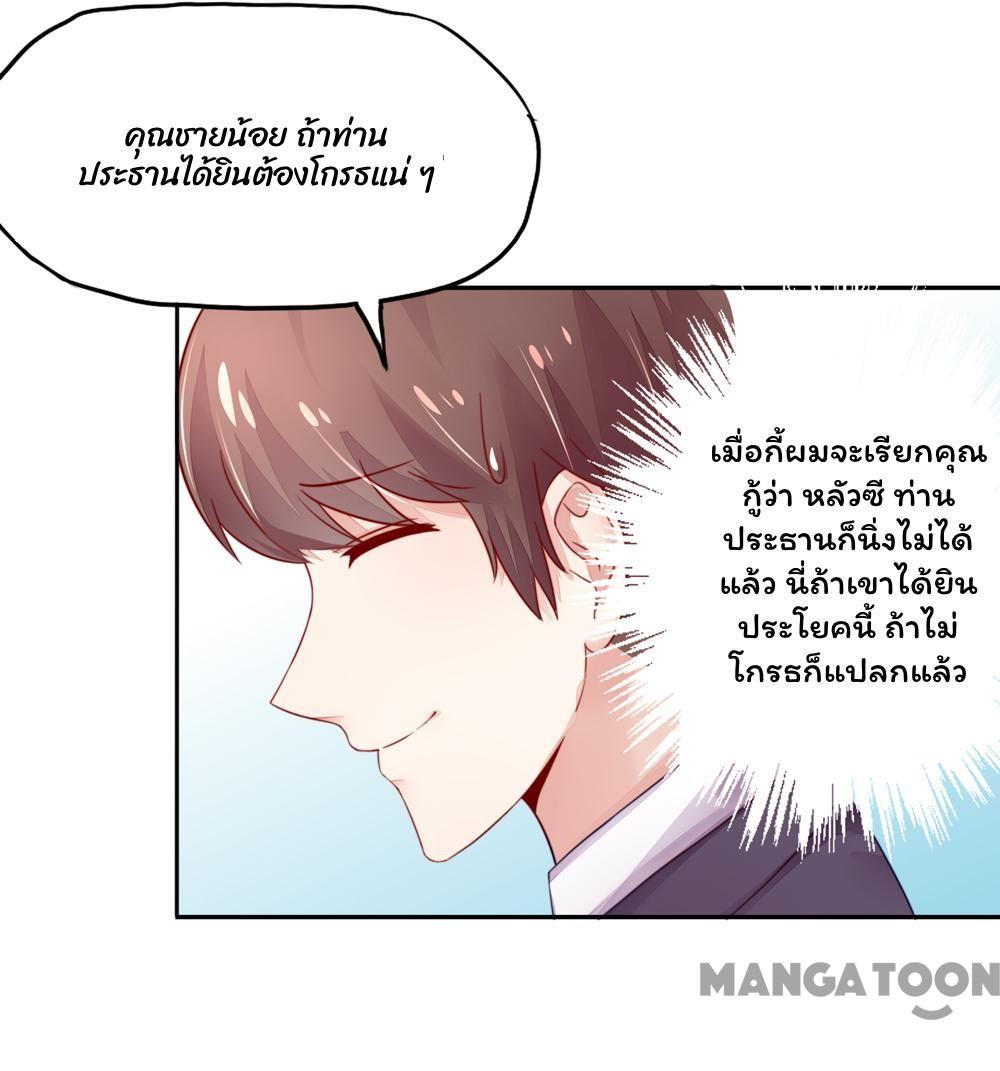 คุณชายน้อย ถ้าท่าน
ประธานได้ยินต้องโกรธแน่ ๆ
เมื่อกี้ผมจะเรียกคุณ
กู้ว่า หลัวซี ท่าน
ประธานก็นิ่งไม่ได้
แล้ว นี่ถ้าเขาได้ยิน
ประโยคนี้ ถ้าไม่
โกรธก็แปลกแล้ว
MANGATOON